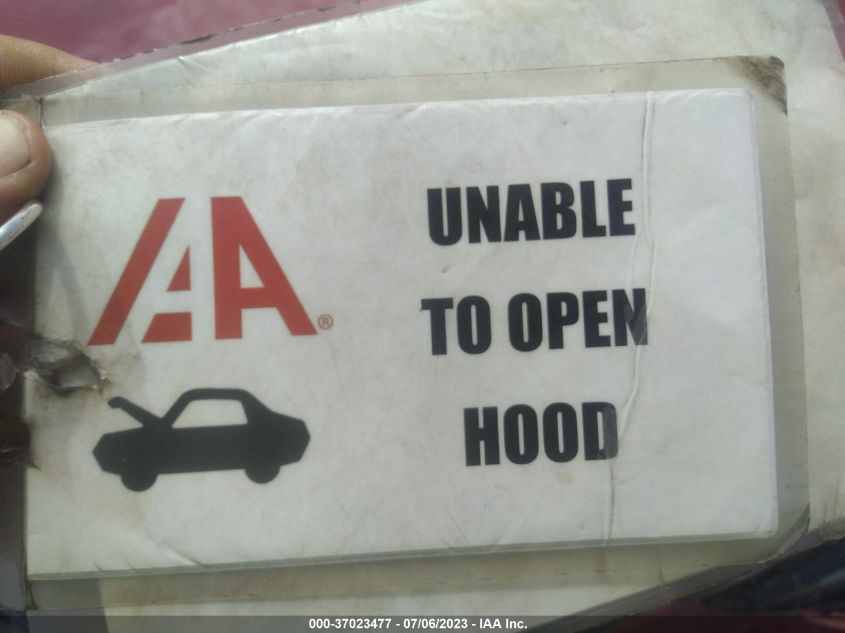 IAA®
UNABLE
TO OPEN
HOOD
000-37023477 - 07/06/2023 - IAA Inc.